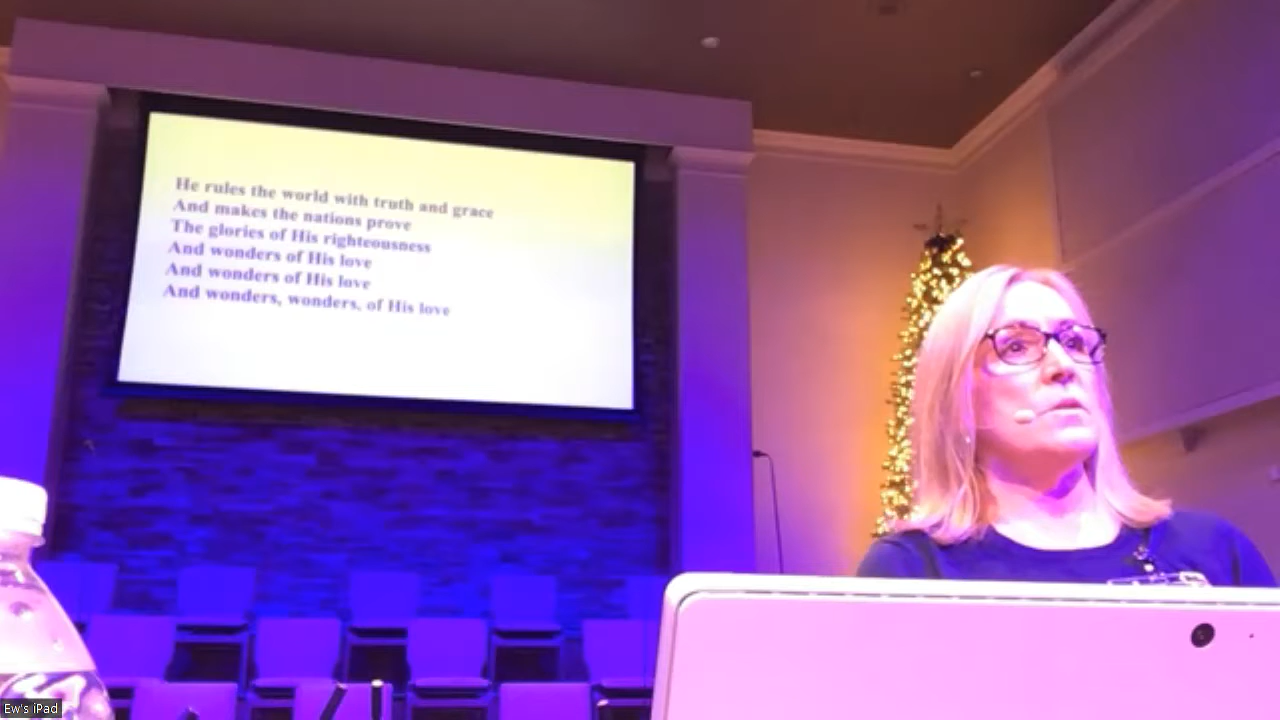 He rules the world with truth and grace
And makes the nations prove
The glories of His righteousness
And wonders of His love
And wonders of His love
And wonders, wonders, of His love
Ew's iPad